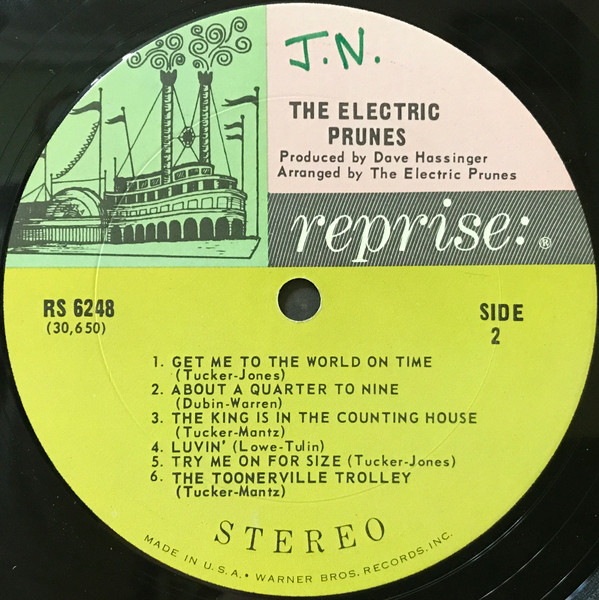 J.N.
THE ELECTRIC
PRUNES
Produced by Dave Hassinger
Arranged by The Electric Prunes
reprise: ®
RS 6248
(30,650)
SIDE
2
1. GET ME TO THE WORLD ON TIME
(Tucker-Jones)
2. ABOUT A QUARTER TO NINE
(Dubin-Warren)
3. THE KING IS IN THE COUNTING HOUSE
(Tucker-Mantz)
4. LUVIN' (Lowe-Tulin)
5. TRY ME ON FOR SIZE (Tucker-Jones)
6. THE TOONERVILLE TROLLEY
(Tucker-Mantz)
STEREO
MADE IN U.S.A. • WARNER BROS. RECORDS, INC.